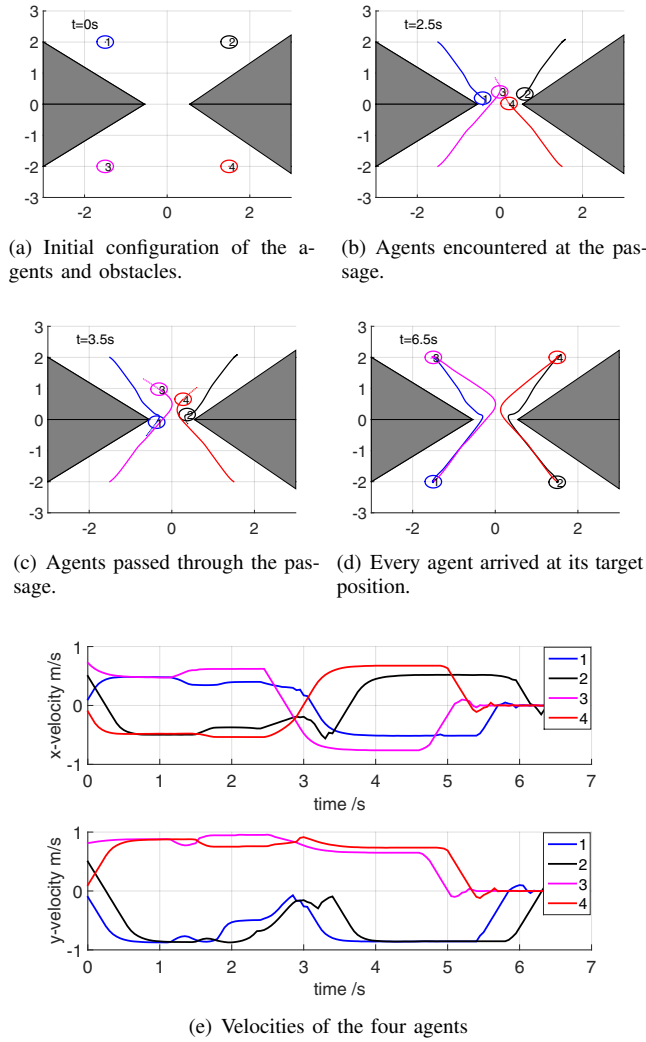 t=0s
3
2
1
0
-1
-2
-3
-2 0 2
1
2
3
4
t=2.5s
3
2
1
0
-1
-2
-3
-2 0 2
3
1
2
4
(a) Initial configuration of the a-
gents and obstacles.
(b) Agents encountered at the pas-
sage.
t=3.5s
3
2
1
0
-1
-2
-3
-2 0 2
3
4
2
1
t=6.5s
3
2
1
0
-1
-2
-3
-2 0 2
3
4
1
2
(c) Agents passed through the pas-
sage.
(d) Every agent arrived at its target
position.
x-velocity m/s
1
0
-1
0 1 2 3 4 5 6 7
time /s
1
2
3
4
y-velocity m/s
1
0
-1
0 1 2 3 4 5 6 7
time /s
1
2
3
4
(e) Velocities of the four agents